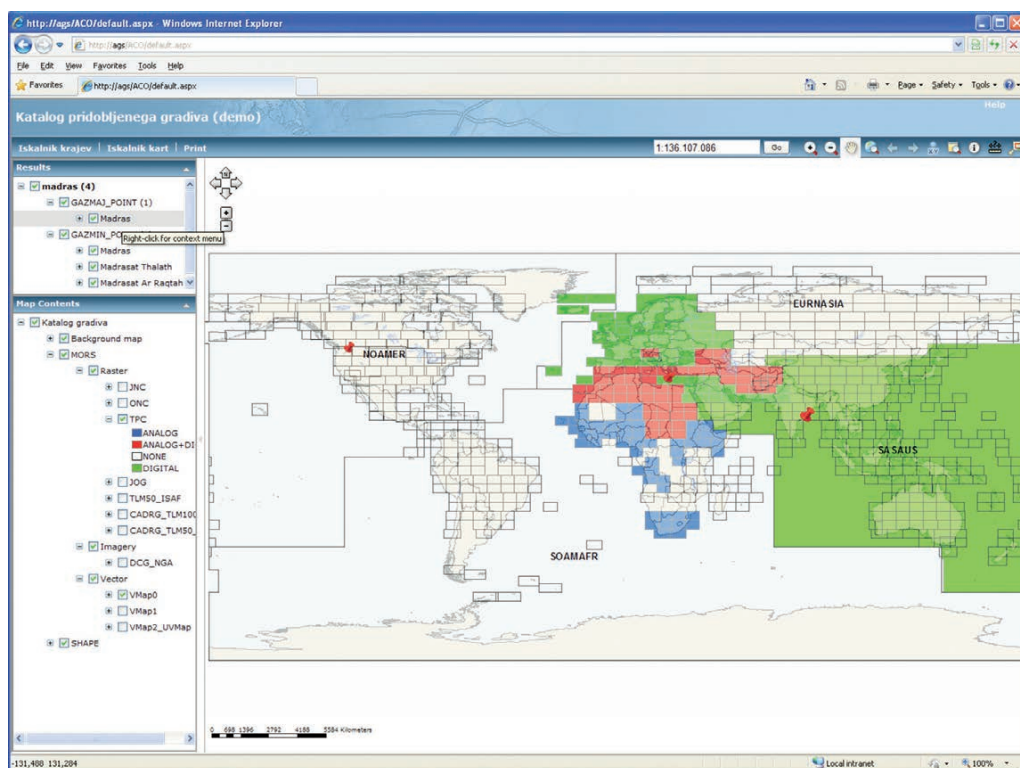 http://ags/ACO/default.aspx - Windows Internet Explorer
http://ags/ACO/default.aspx
File Edit View Favorites Tools Help
Favorites http://ags/ACO/default.aspx Page Safety Tools
Help
Katalog pridobljenega gradiva (demo)
Iskalnik krajev Iskalnik kart Print 1:136.107.086 Go
Results
madras (4)
GAZMAJ_POINT (1)
Madras
GAZMIN_PO
Right-click for context menu
Madras
Madrasat Thalath
Madrasat Ar Raqtah
Map Contents
Katalog gradiva
Background map
MORS
Raster
JNC
ONC
TPC
ANALOG
ANALOG+DI
NONE
DIGITAL
JOG
TLM50_ISAF
CADRG_TLM100
CADRG_TLM50_
Imagery
DCG_NGA
Vector
VMap0
VMap1
VMap2_UVMap
SHAPE
N
EURNASIA
NOAMER
SASAUS
SOAMAFR
0 698 1396 2792 4188 5584 Kilometers
-131,488 131,284 Local intranet 100%